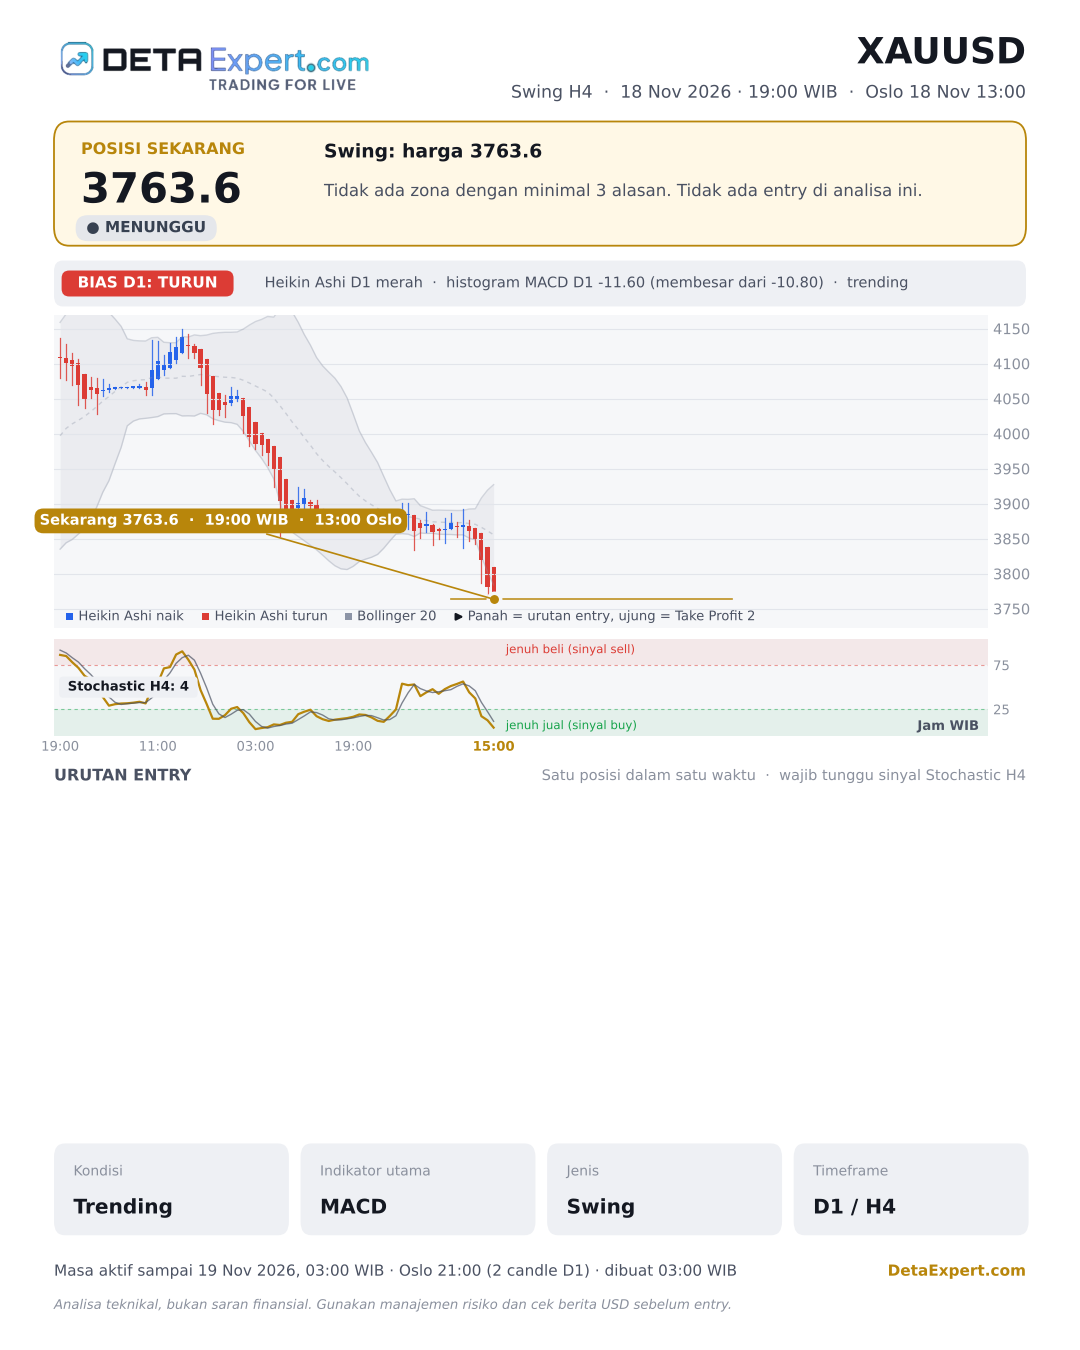 DETA Expert.com
TRADING FOR LIVE
XAUUSD
Swing H4 · 18 Nov 2026 · 19:00 WIB · Oslo 18 Nov 13:00
POSISI SEKARANG
3763.6
● MENUNGGU
Swing: harga 3763.6
Tidak ada zona dengan minimal 3 alasan. Tidak ada entry di analisa ini.
BIAS D1: TURUN
Heikin Ashi D1 merah · histogram MACD D1 -11.60 (membesar dari -10.80) · trending
4150
4100
4050
4000
3950
3900
3850
3800
3750
Sekarang 3763.6 · 19:00 WIB · 13:00 Oslo
Heikin Ashi naik
Heikin Ashi turun
Bollinger 20
Panah = urutan entry, ujung = Take Profit 2
jenuh beli (sinyal sell)
75
Stochastic H4: 4
25
jenuh jual (sinyal buy)
Jam WIB
19:00 11:00 03:00 19:00 15:00
URUTAN ENTRY
Satu posisi dalam satu waktu · wajib tunggu sinyal Stochastic H4
Kondisi
Trending
Indikator utama
MACD
Jenis
Swing
Timeframe
D1 / H4
Masa aktif sampai 19 Nov 2026, 03:00 WIB · Oslo 21:00 (2 candle D1) · dibuat 03:00 WIB
DetaExpert.com
Analisa teknikal, bukan saran finansial. Gunakan manajemen risiko dan cek berita USD sebelum entry.